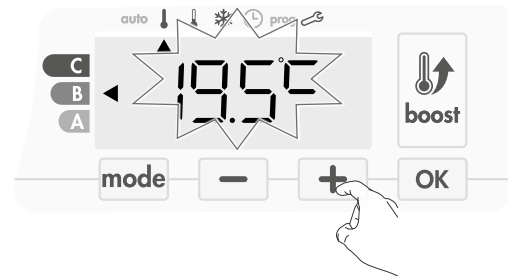 auto prog
C
19.5°C
B
A
boost
mode − + OK